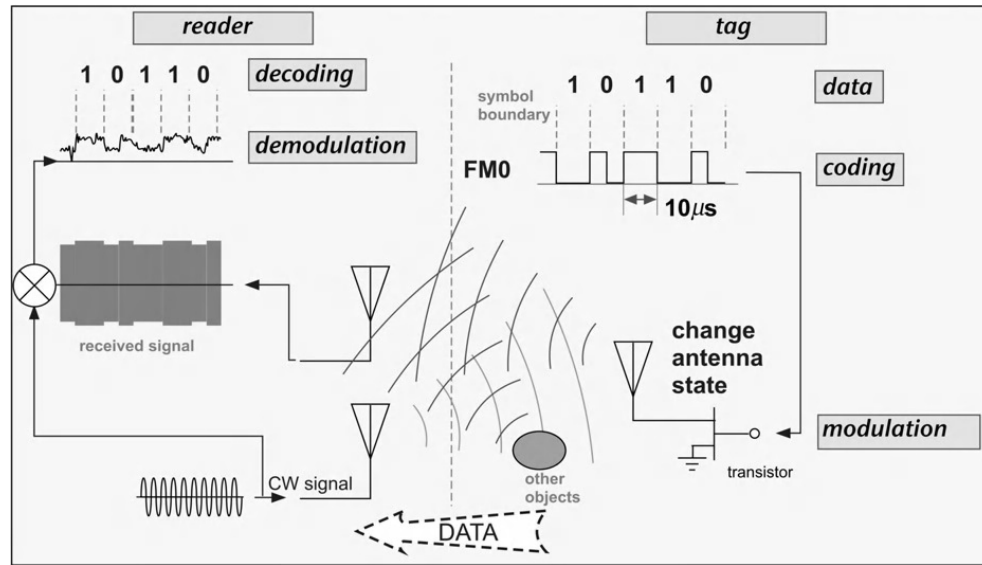 reader
tag
1 0 1 1 0
decoding
demodulation
received signal
CW signal
symbol
boundary
1 0 1 1 0
data
FM0
coding
10μs
change
antenna
state
modulation
transistor
other
objects
DATA